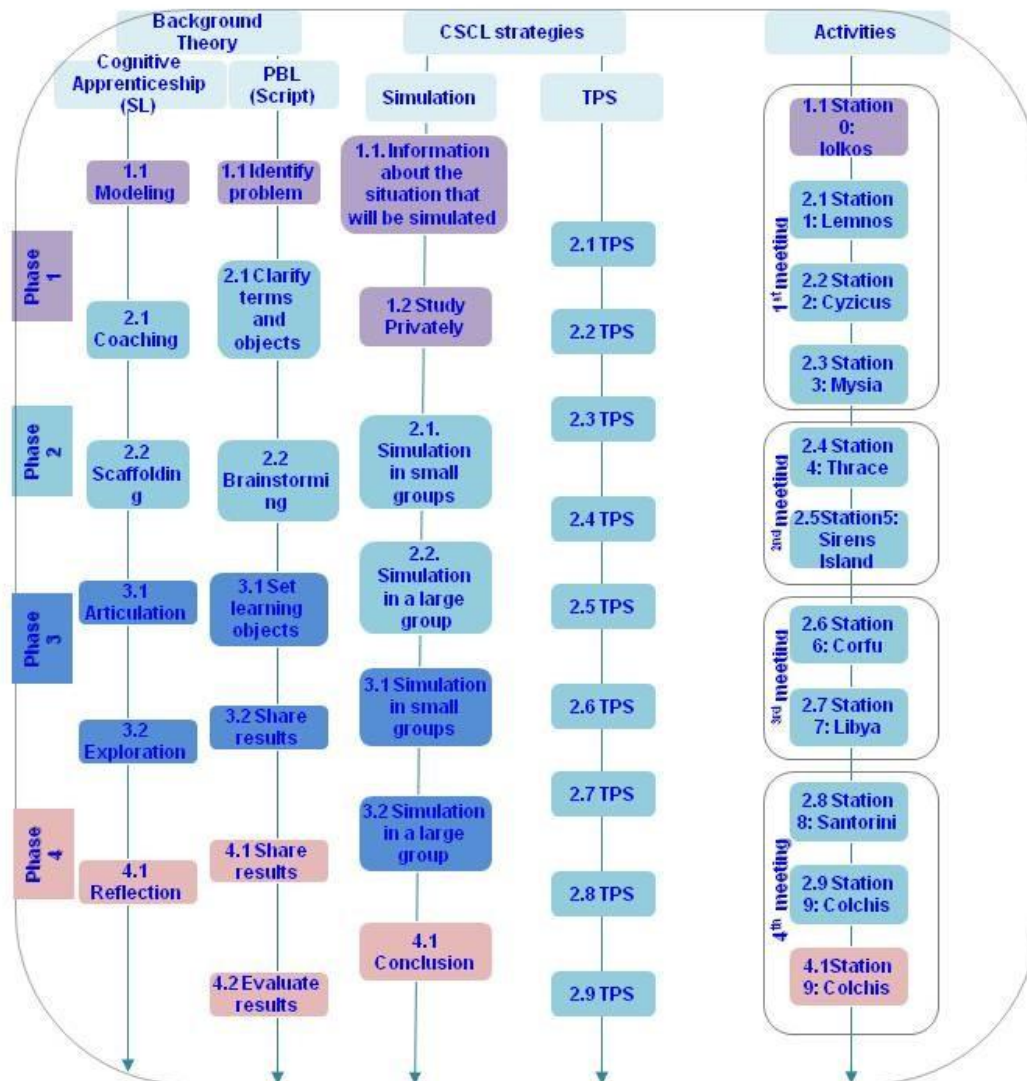 Background
Theory
CSCL strategies
Activities
Cognitive
Apprenticeship
(SL)
PBL
(Script)
Simulation
TPS
Phase
1
Phase
2
Phase
3
Phase
4
1.1
Modeling
2.1
Coaching
2.2
Scaffoldin
g
3.1
Articulation
3.2
Exploration
4.1
Reflection
1.1 Identify
problem
2.1 Clarify
terms
and
objects
2.2
Brainstormi
ng
3.1 Set
learning
objects
3.2 Share
results
4.1 Share
results
4.2 Evaluate
results
1.1. Information
about the
situation that
will be simulated
1.2 Study
Privately
2.1.
Simulation
in small
groups
2.2.
Simulation
in a large
group
3.1 Simulation
in small
groups
3.2 Simulation
in a large
group
4.1
Conclusion
2.1 TPS
2.2 TPS
2.3 TPS
2.4 TPS
2.5 TPS
2.6 TPS
2.7 TPS
2.8 TPS
2.9 TPS
1st meeting
1.1 Station
0:
Iolkos
2.1 Station
1: Lemnos
2.2 Station
2: Cyzicus
2.3 Station
3: Mysia
2nd meeting
2.4 Station
4: Thrace
2.5Station5:
Sirens
Island
3rd meeting
2.6 Station
6: Corfu
2.7 Station
7: Libya
4th meeting
2.8 Station
8: Santorini
2.9 Station
9: Colchis
4.1Station
9: Colchis